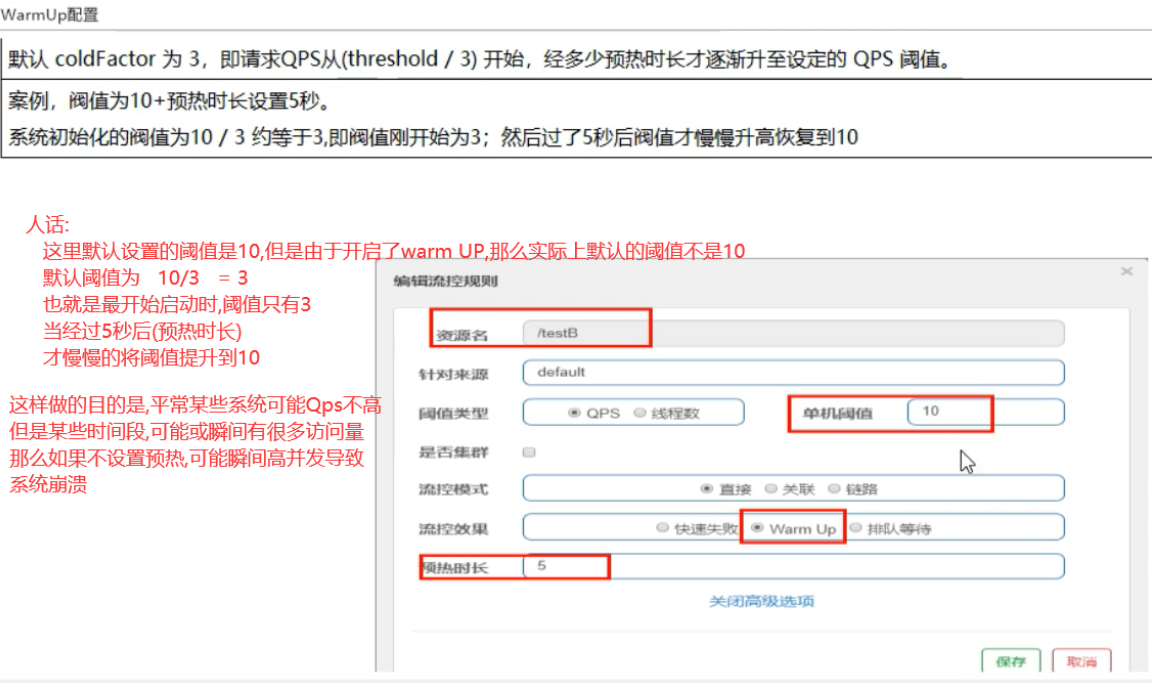 WarmUp配置
默认 coldFactor 为 3，即请求QPS从(threshold / 3) 开始，经多少预热时长才逐渐升至设定的 QPS 阈值。
案例，阀值为10+预热时长设置5秒。
系统初始化的阀值为10 / 3 约等于3,即阀值刚开始为3；然后过了5秒后阀值才慢慢升高恢复到10
人话:
这里默认设置的阈值是10,但是由于开启了warm UP,那么实际上默认的阈值不是10
默认阈值为 10/3 = 3
也就是最开始启动时,阈值只有3
当经过5秒后(预热时长)
才慢慢的将阈值提升到10
这样做的目的是,平常某些系统可能Qps不高
但是某些时间段,可能或瞬间有很多访问量
那么如果不设置预热,可能瞬间高并发导致
系统崩溃
编辑流控规则
×
资源名 /testB
针对来源 default
阈值类型 QPS 线程数 单机阈值 10
是否集群
流控模式 直接 关联 链路
流控效果 快速失败 Warm Up 排队等待
预热时长 5
关闭高级选项
保存 取消